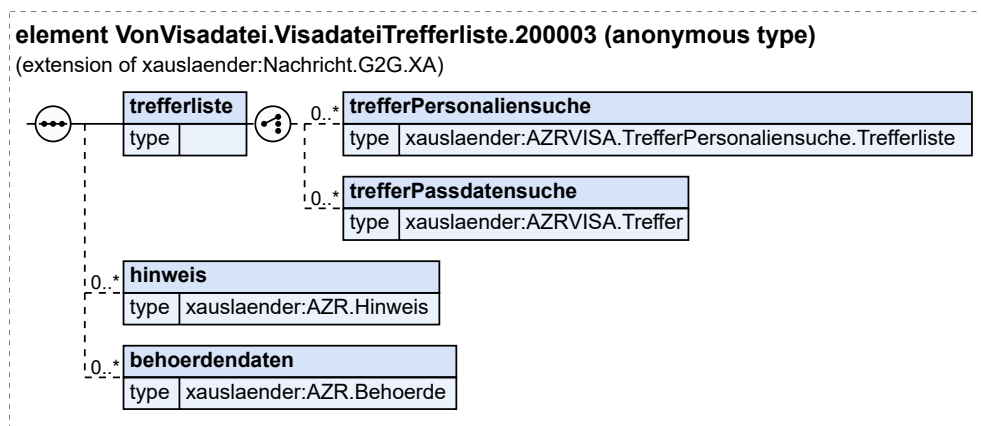 element VonVisadatei.VisadateiTrefferliste.200003 (anonymous type)
(extension of xauslaender:Nachricht.G2G.XA)
trefferliste
type
0..* trefferPersonaliensuche
type xauslaender:AZRVISA.TrefferPersonaliensuche.Trefferliste
0..* trefferPassdatensuche
type xauslaender:AZRVISA.Treffer
0..* hinweis
type xauslaender:AZR.Hinweis
0..* behoerdendaten
type xauslaender:AZR.Behoerde